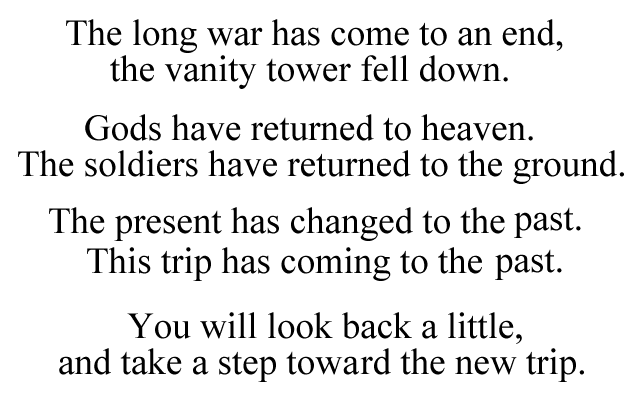 The long war has come to an end,
the vanity tower fell down.
Gods have returned to heaven.
The soldiers have returned to the ground.
The present has changed to the past.
This trip has coming to the past.
You will look back a little,
and take a step toward the new trip.